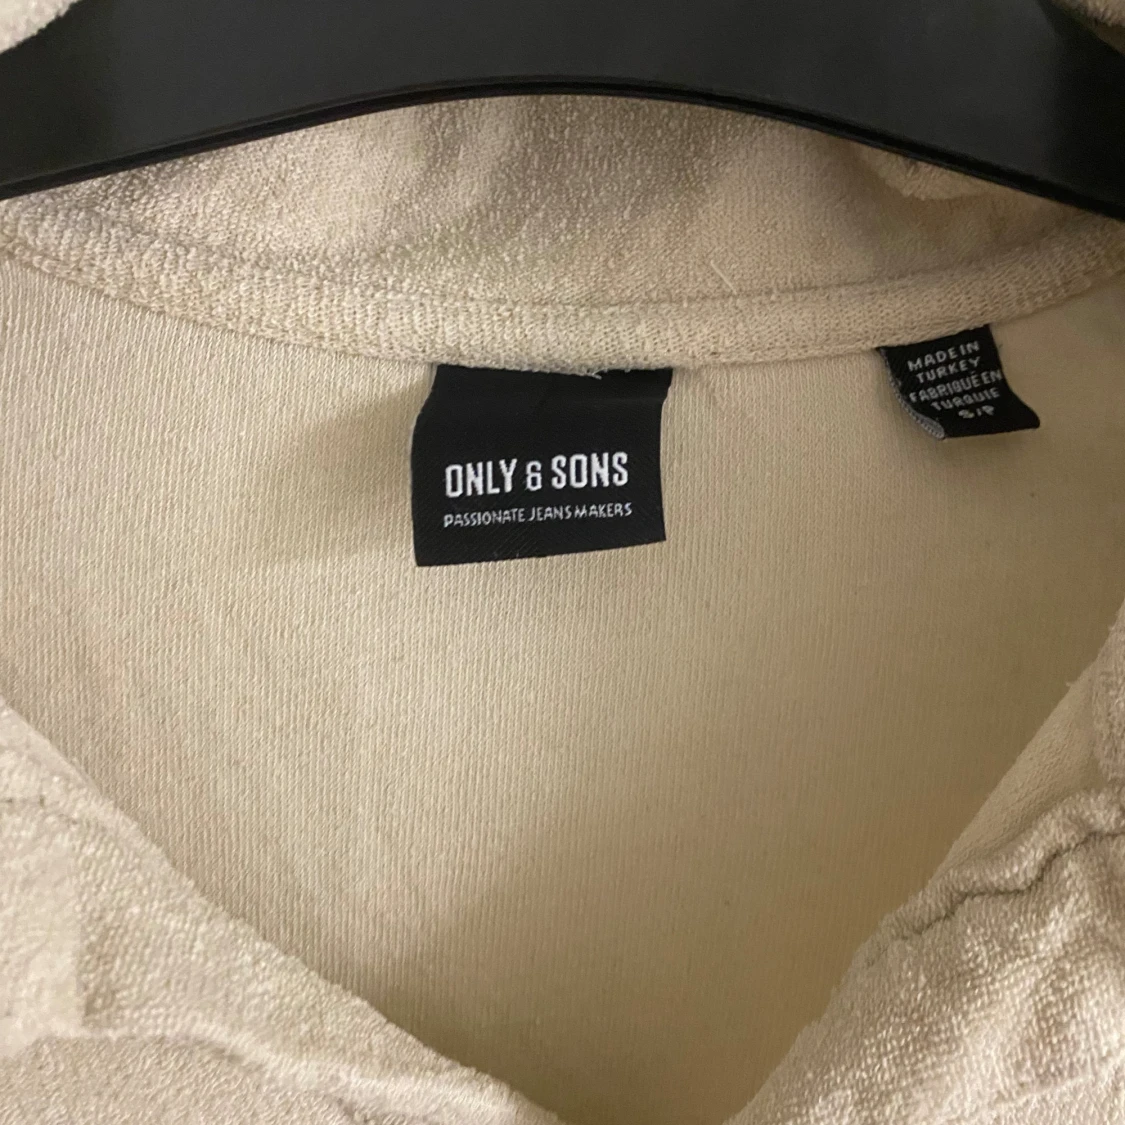 ONLY & SONS
PASSIONATE JEANS MAKERS
MADE IN
TURKEY
FABRIQUÉ EN
TURQUIE
S/P